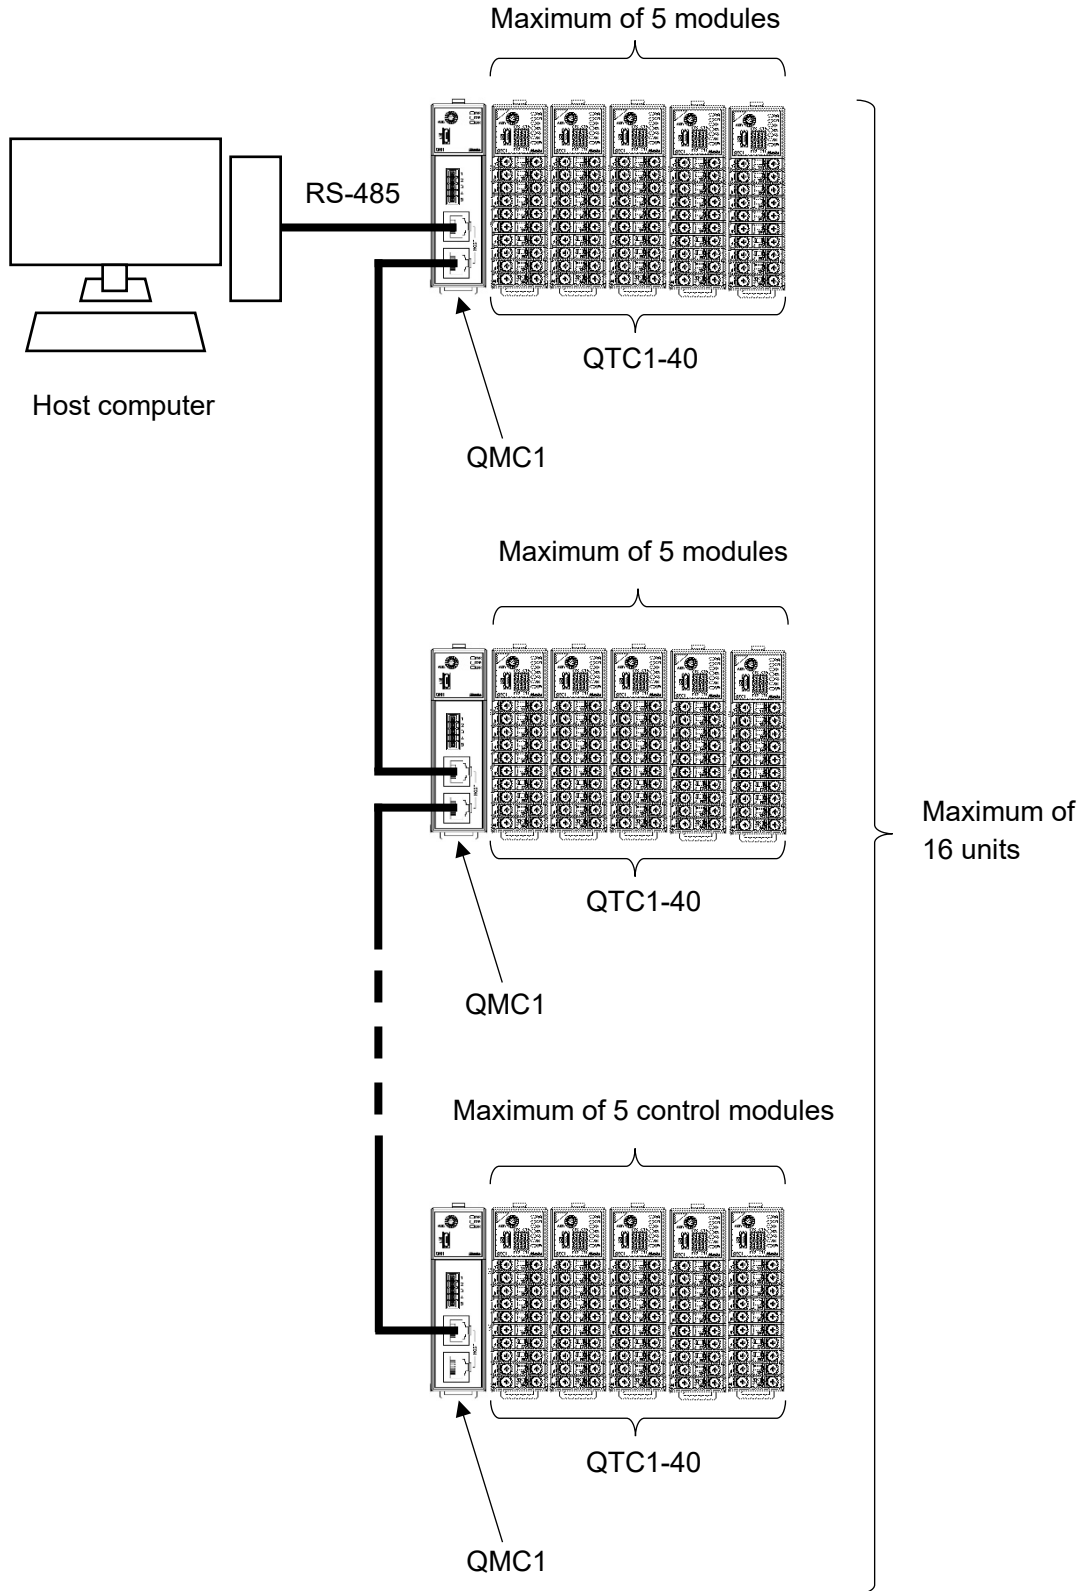 Maximum of 5 modules
RS-485
QTC1-40
Host computer
QMC1
Maximum of 5 modules
Maximum of
16 units
QTC1-40
QMC1
Maximum of 5 control modules
QTC1-40
QMC1